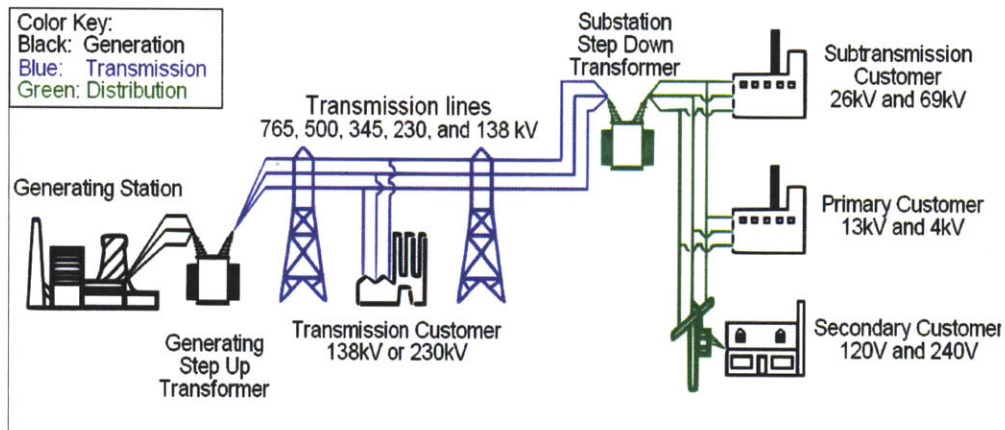 Color Key:
Black: Generation
Blue: Transmission
Green: Distribution
Substation
Step Down
Transformer
Subtransmission
Customer
26kV and 69kV
Transmission lines
765, 500, 345, 230, and 138 kV
Generating Station
Primary Customer
13kV and 4kV
Transmission Customer
138kV or 230kV
Generating
Step Up
Transformer
Secondary Customer
120V and 240V